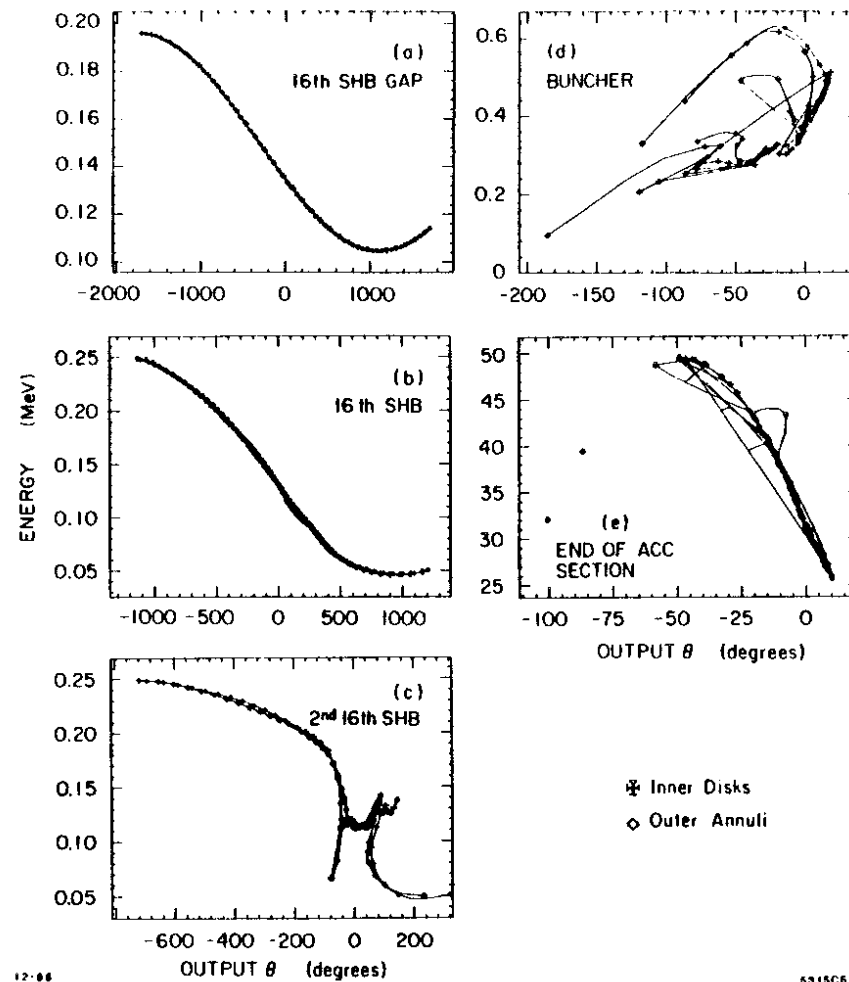 0.20
0.18
0.16
0.14
0.12
0.10
(a)
16th SHB GAP
-2000 -1000 0 1000
0.6
0.4
0.2
0
(d)
BUNCHER
-200 -150 -100 -50 0
ENERGY (MeV)
0.25
0.20
0.15
0.10
0.05
(b)
16th SHB
-1000 -500 0 500 1000
50
45
40
35
30
25
(e)
END OF ACC
SECTION
-100 -75 -50 -25 0
OUTPUT θ (degrees)
0.25
0.20
0.15
0.10
0.05
(c)
2nd 16th SHB
-600 -400 -200 0 200
OUTPUT θ (degrees)
Inner Disks
Outer Annuli
12-86